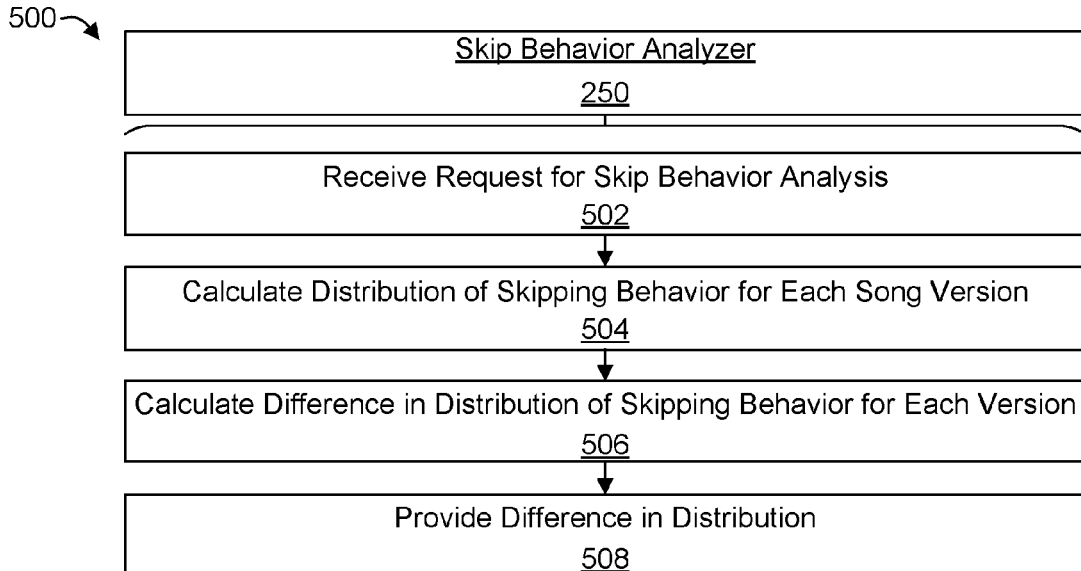 500
Skip Behavior Analyzer
250
Receive Request for Skip Behavior Analysis
502
Calculate Distribution of Skipping Behavior for Each Song Version
504
Calculate Difference in Distribution of Skipping Behavior for Each Version
506
Provide Difference in Distribution
508